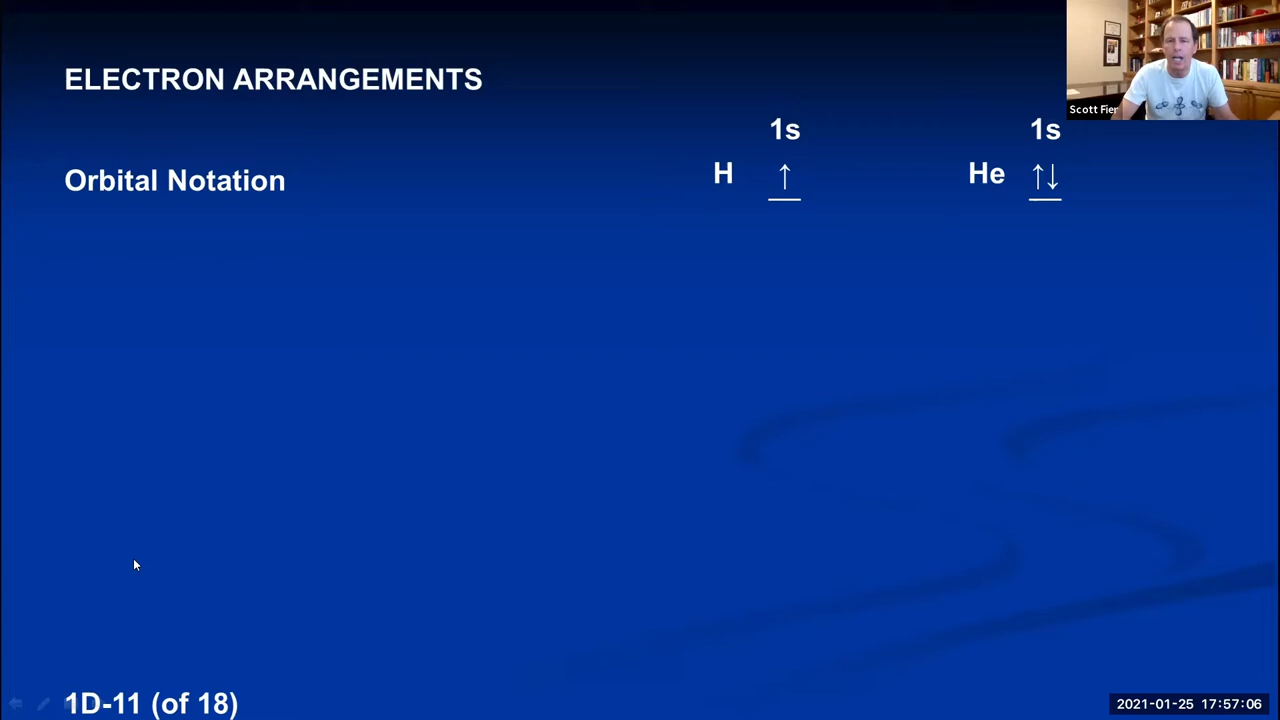 ELECTRON ARRANGEMENTS
Scott Fier
1s 1s
Orbital Notation H ↑ He ↑↓
1D-11 (of 18)
2021-01-25 17:57:06